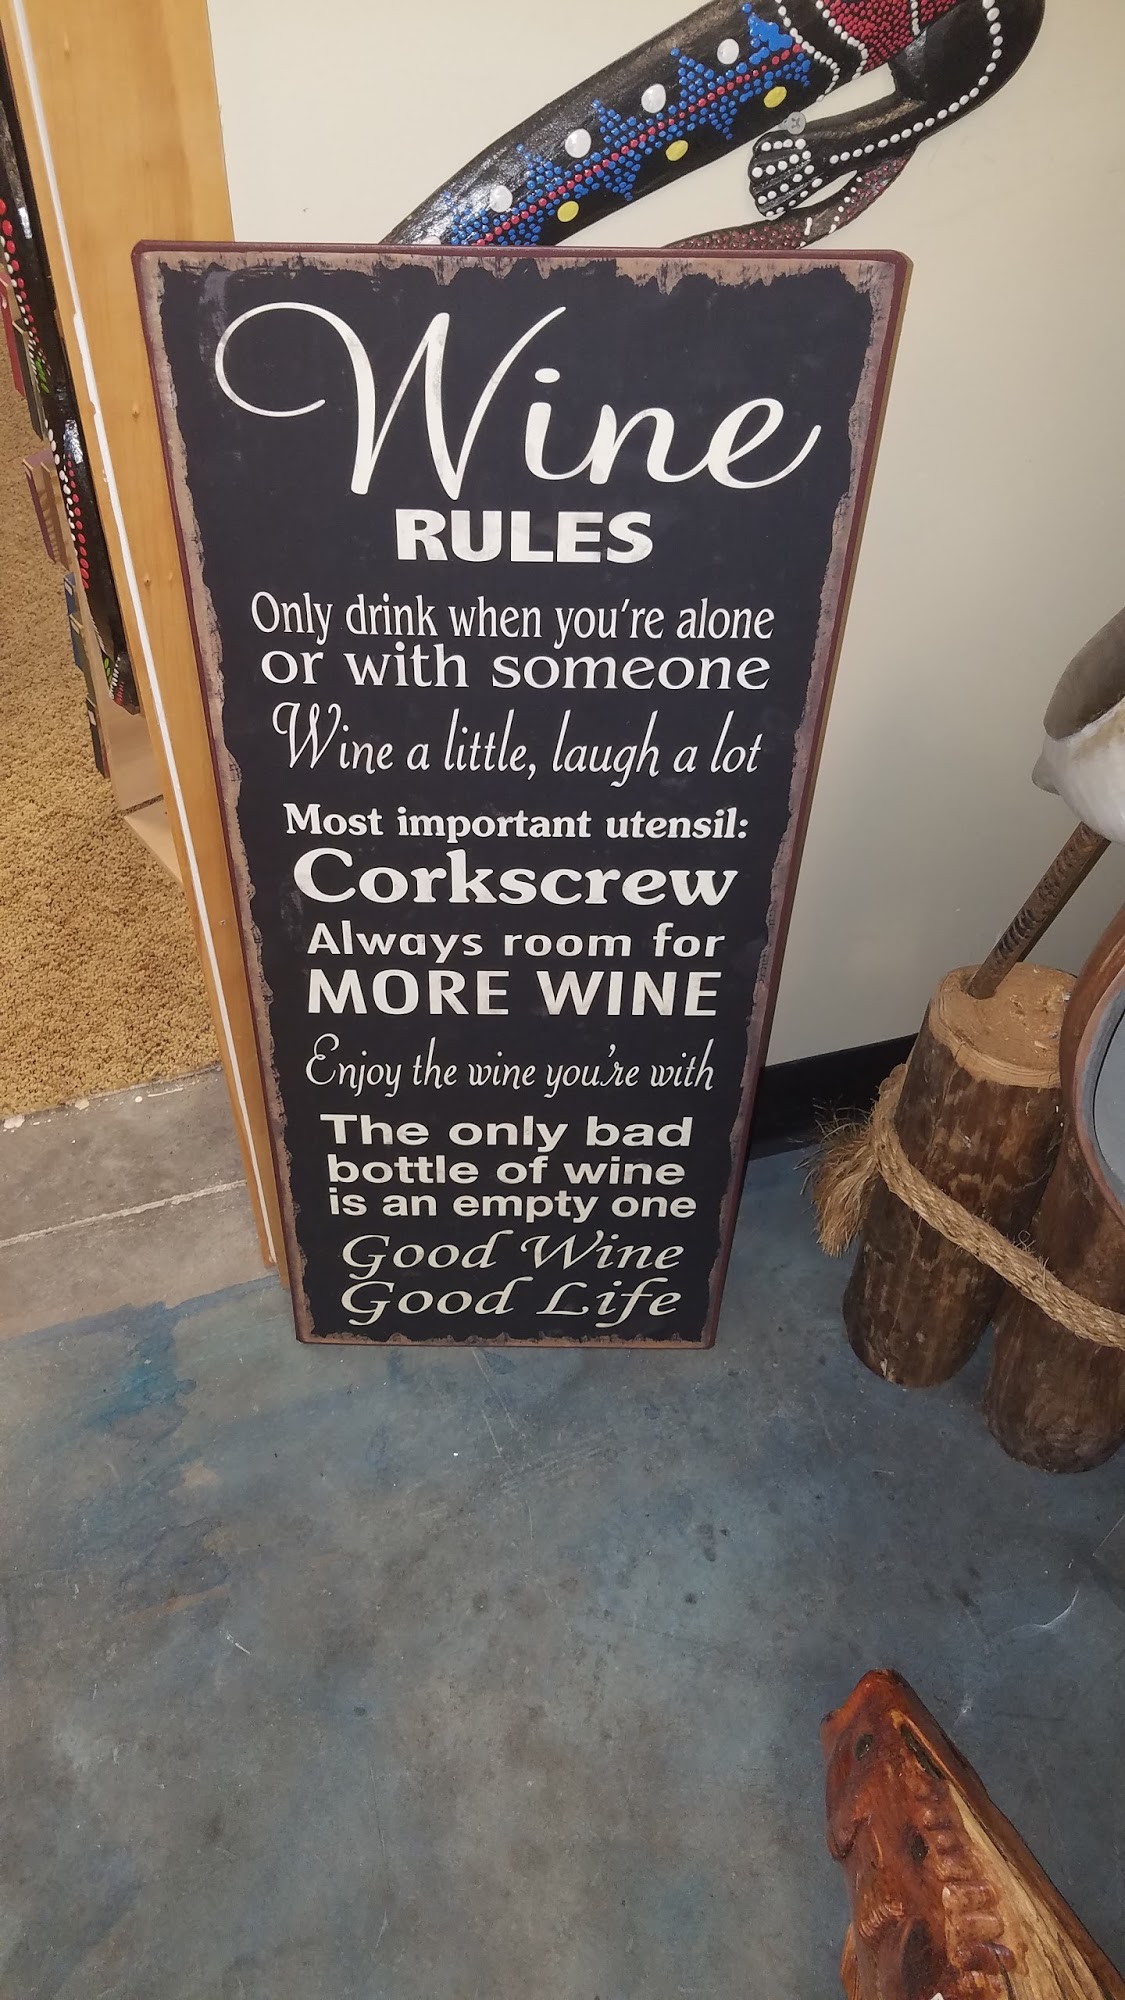 Wine
RULES
Only drink when you're alone
or with someone
Wine a little, laugh a lot
Most important utensil:
Corkscrew
Always room for
MORE WINE
Enjoy the wine you're with
The only bad
bottle of wine
is an empty one
Good Wine
Good Life